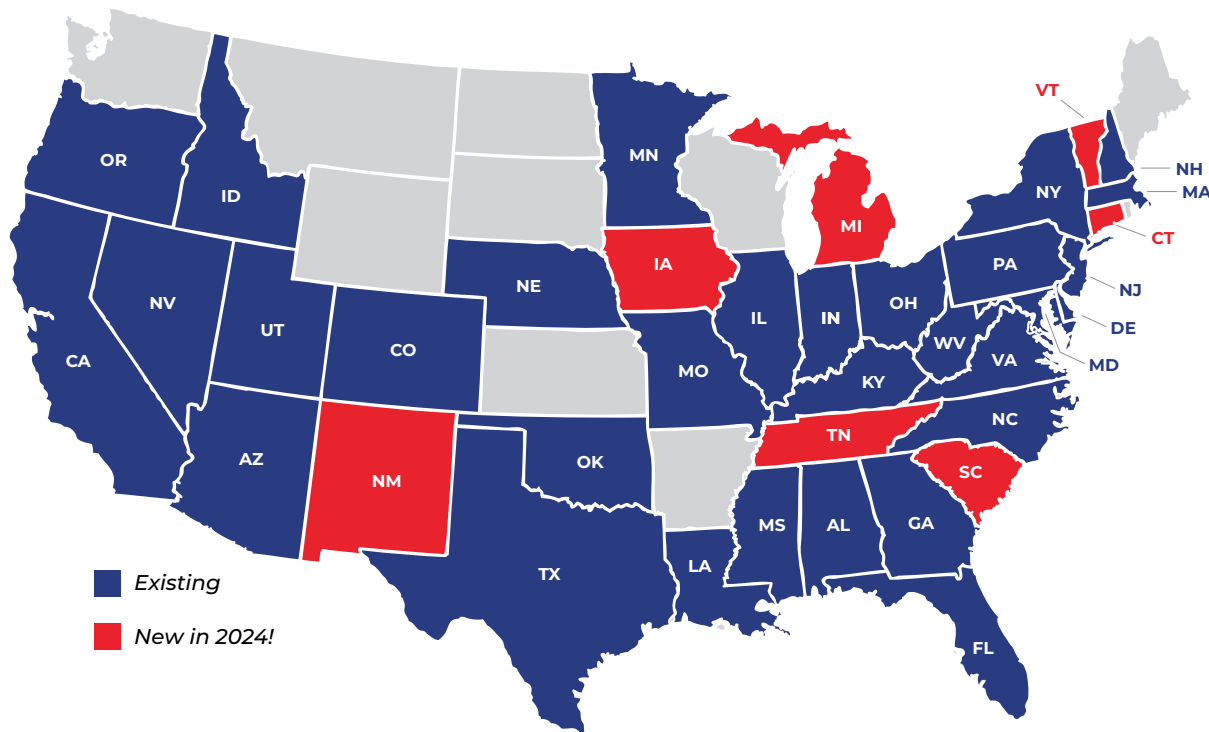 VT
OR
MN
NH
ID
NY
MA
MI
CT
IA
PA
NE
NJ
NV
OH
IL
IN
DE
UT
WV
CO
VA
CA
MD
MO
KY
NC
TN
AZ
OK
SC
NM
MS
AL
GA
LA
TX
Existing
New in 2024!
FL